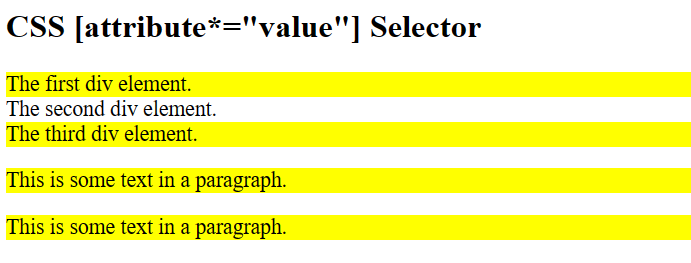 CSS [attribute*="value"] Selector
The first div element.
The second div element.
The third div element.
This is some text in a paragraph.
This is some text in a paragraph.